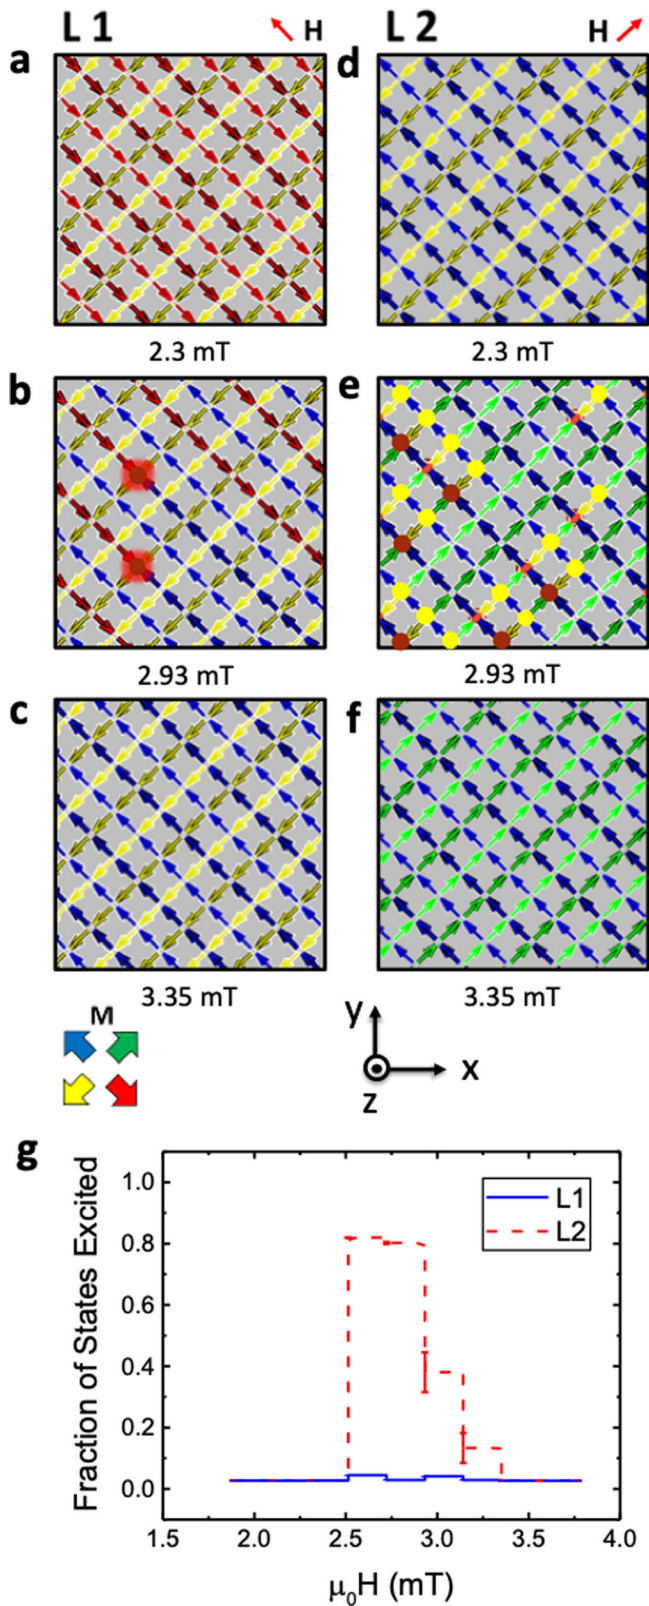 L 1 H L 2 H
a d
2.3 mT 2.3 mT
b e
2.93 mT 2.93 mT
c f
3.35 mT 3.35 mT
M y
x
z
g
Fraction of States Excited
1.0
0.8
0.6
0.4
0.2
0.0
L1
L2
1.5 2.0 2.5 3.0 3.5 4.0
μ₀H (mT)